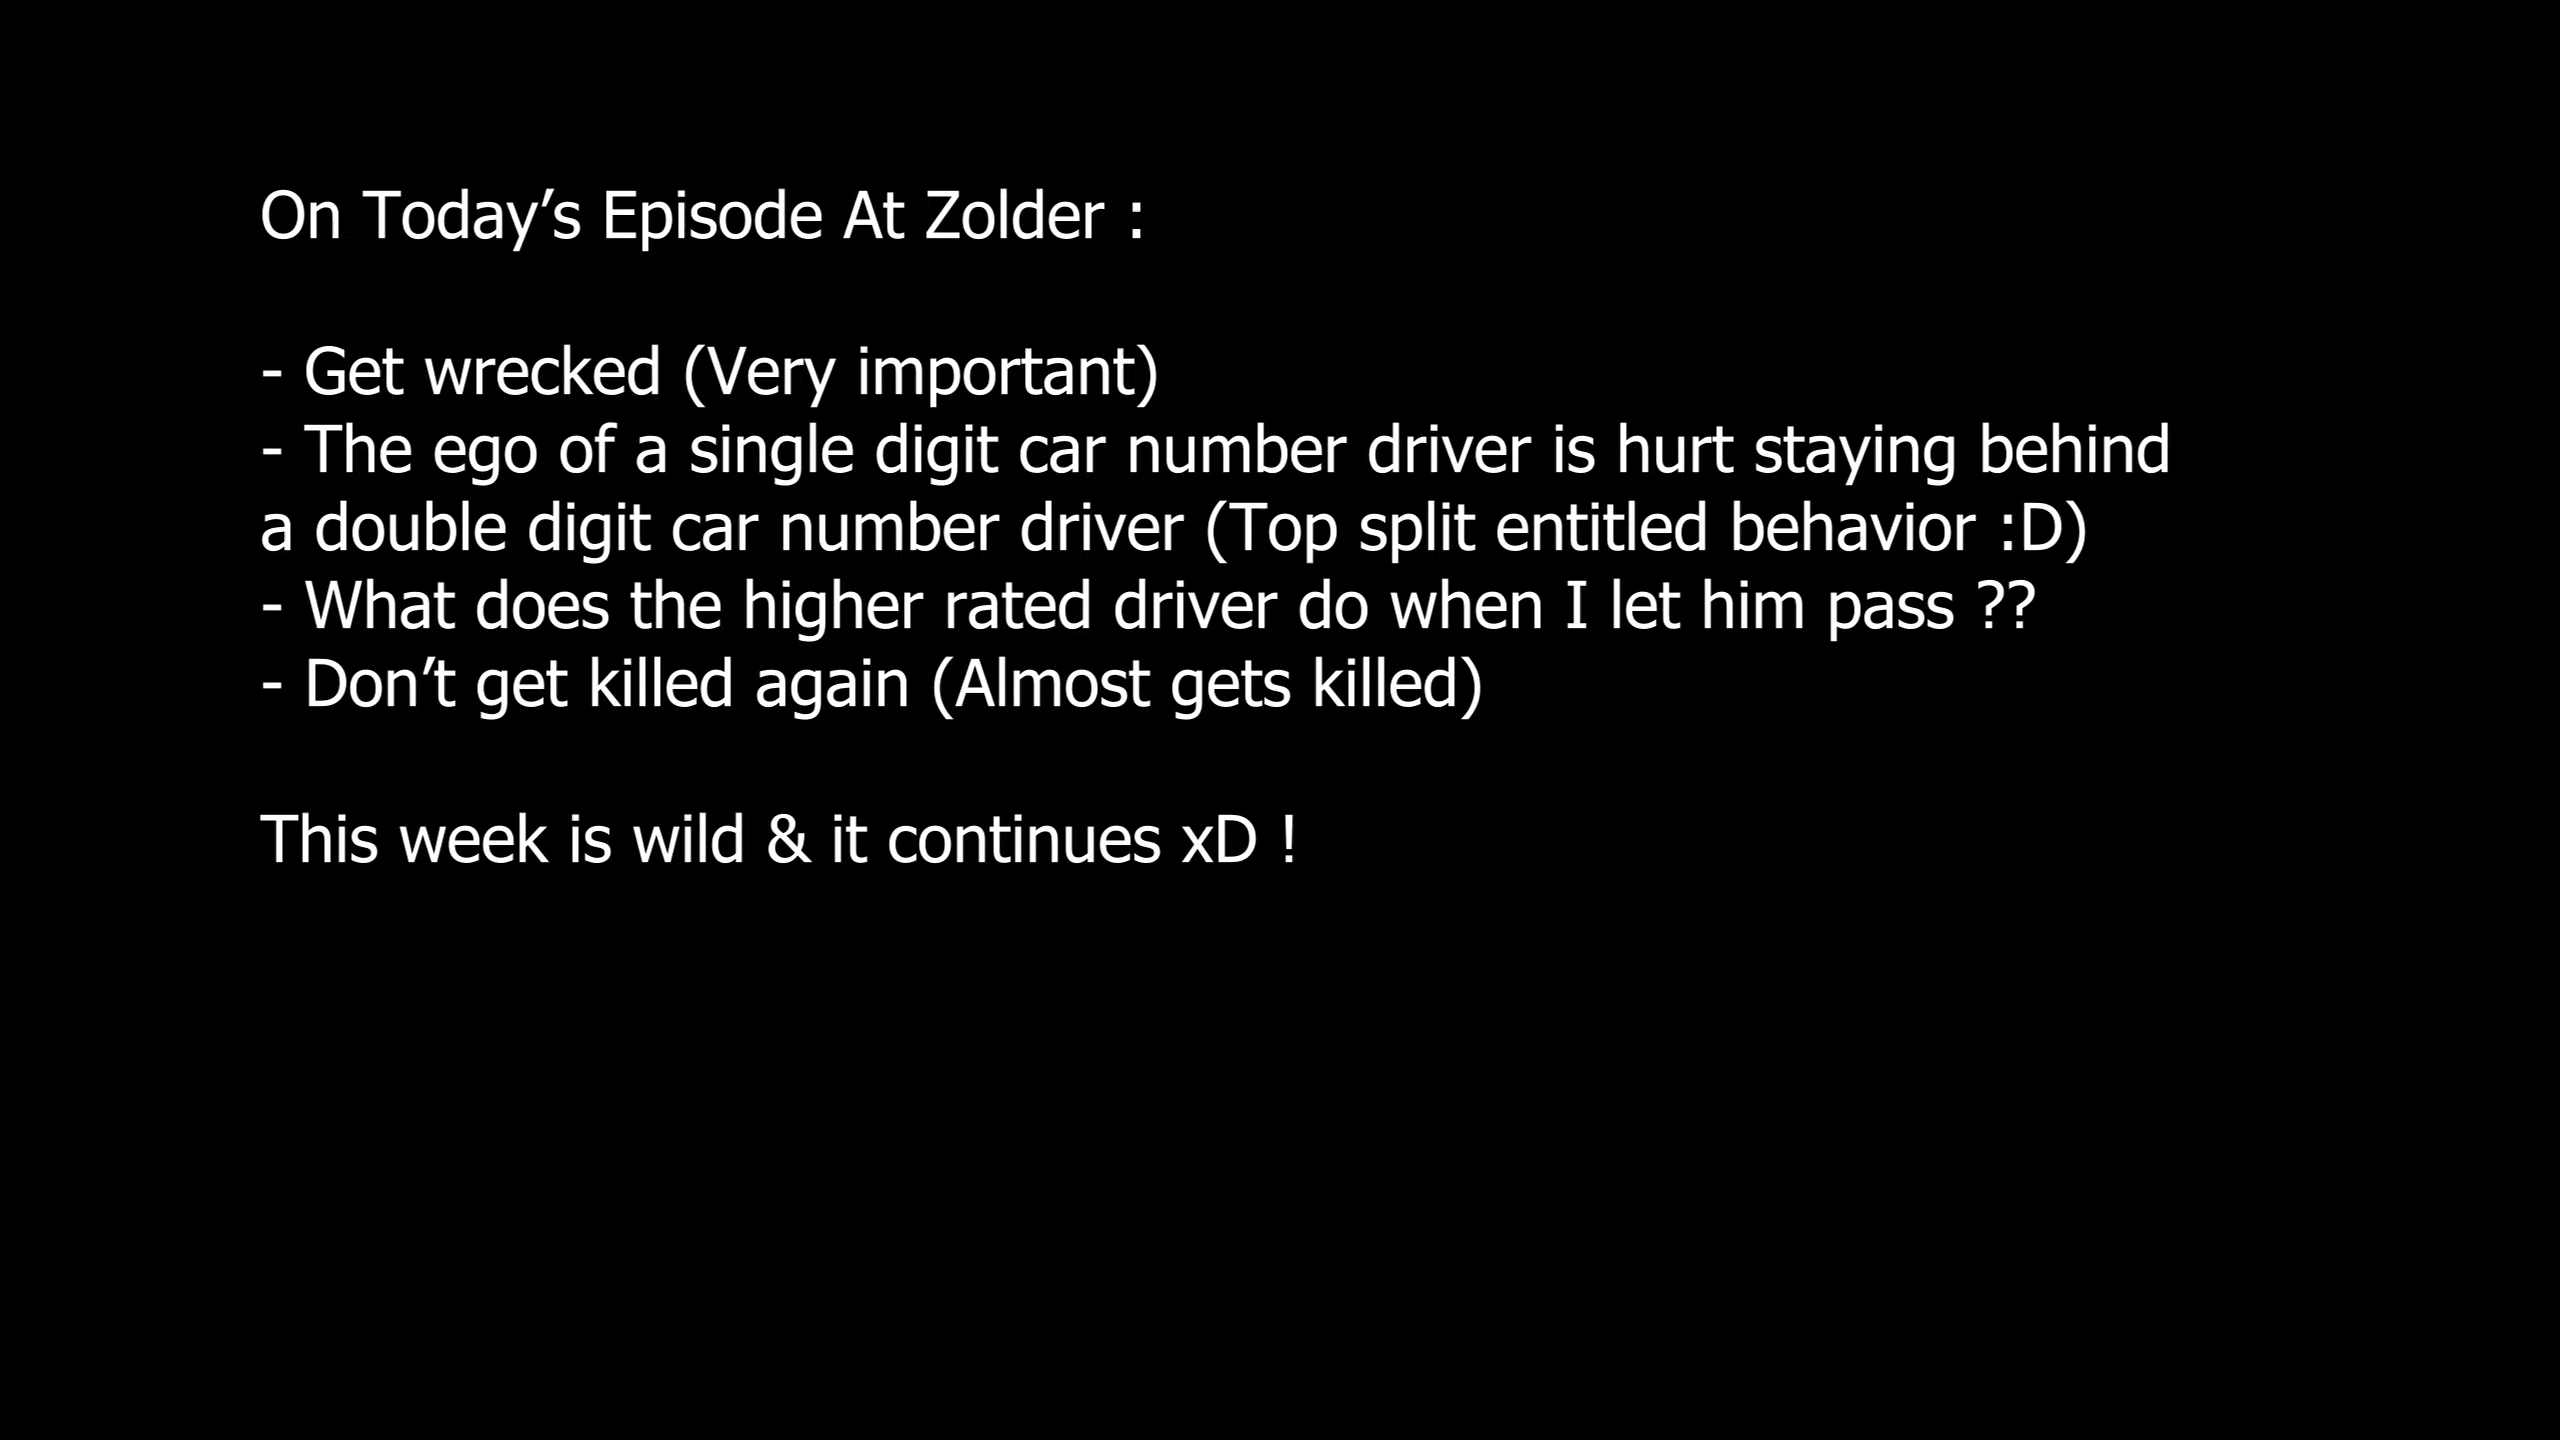 On Today’s Episode At Zolder :
- Get wrecked (Very important)
- The ego of a single digit car number driver is hurt staying behind
a double digit car number driver (Top split entitled behavior :D)
- What does the higher rated driver do when I let him pass ??
- Don’t get killed again (Almost gets killed)
This week is wild & it continues xD !